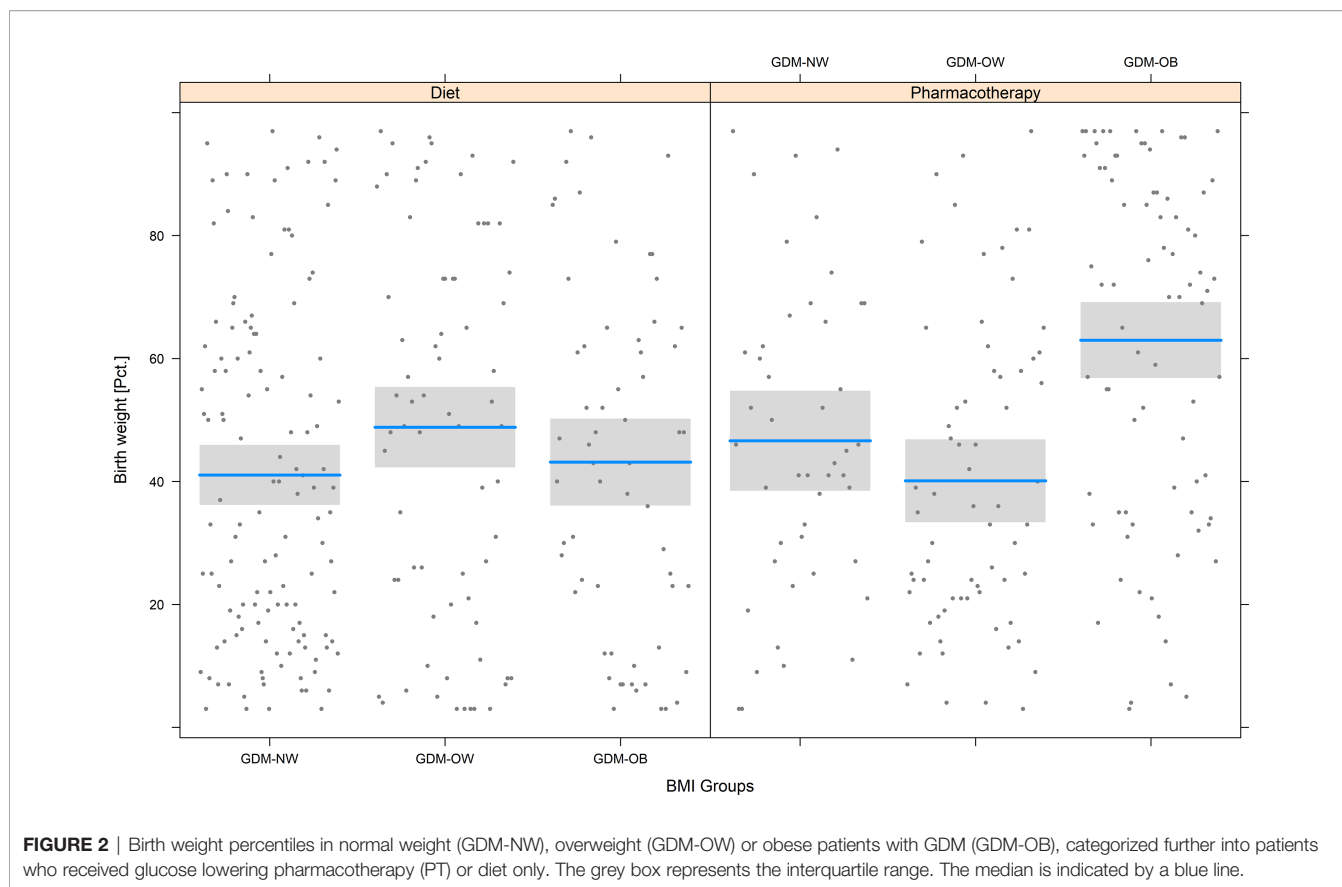 GDM-NW GDM-OW GDM-OB
Diet Pharmacotherapy
80
60
40
20
Birth weight [Pct.]
GDM-NW GDM-OW GDM-OB
BMI Groups
FIGURE 2 | Birth weight percentiles in normal weight (GDM-NW), overweight (GDM-OW) or obese patients with GDM (GDM-OB), categorized further into patients
who received glucose lowering pharmacotherapy (PT) or diet only. The grey box represents the interquartile range. The median is indicated by a blue line.